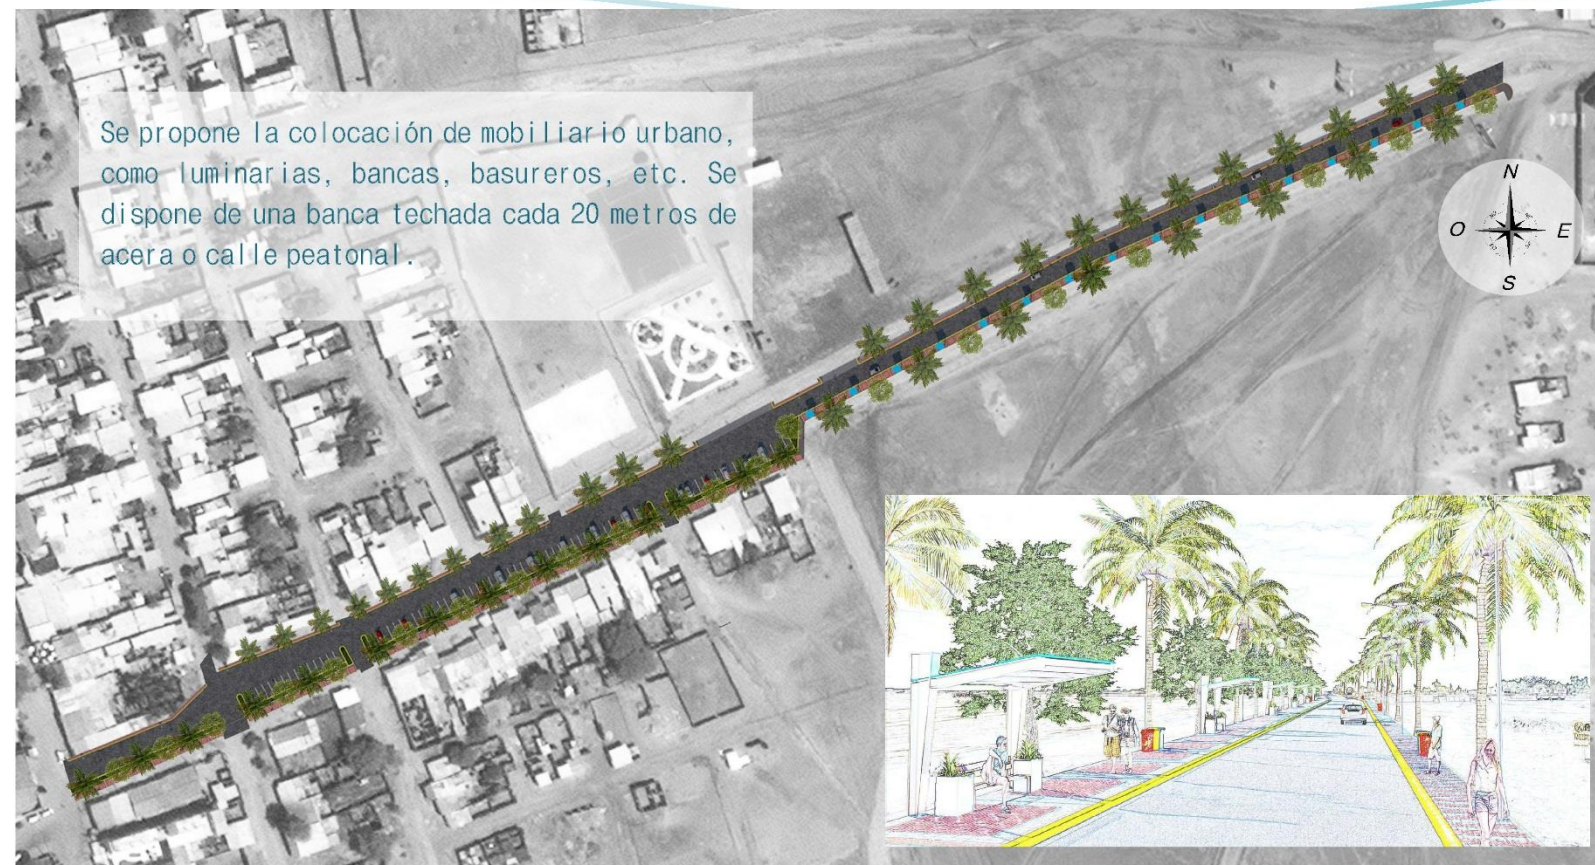 Se propone la colocación de mobiliario urbano,
como luminarias, bancas, basureros, etc. Se
dispone de una banca techada cada 20 metros de
acera o calle peatonal.
N
O
E
S